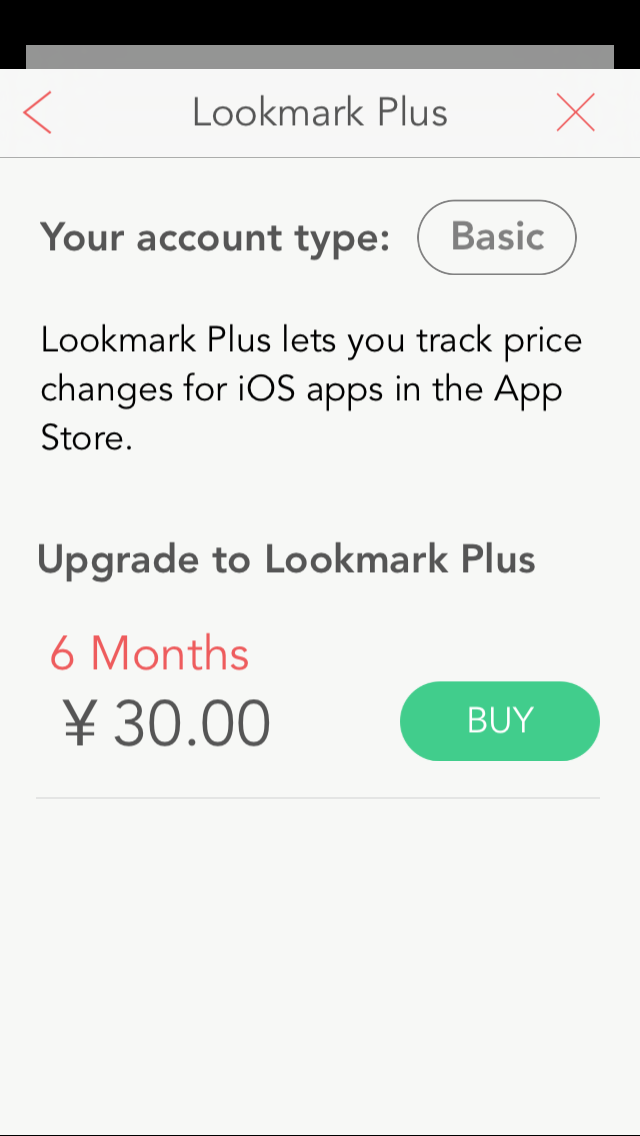 Lookmark Plus
Your account type: Basic
Lookmark Plus lets you track price
changes for iOS apps in the App
Store.
Upgrade to Lookmark Plus
6 Months
¥ 30.00 BUY